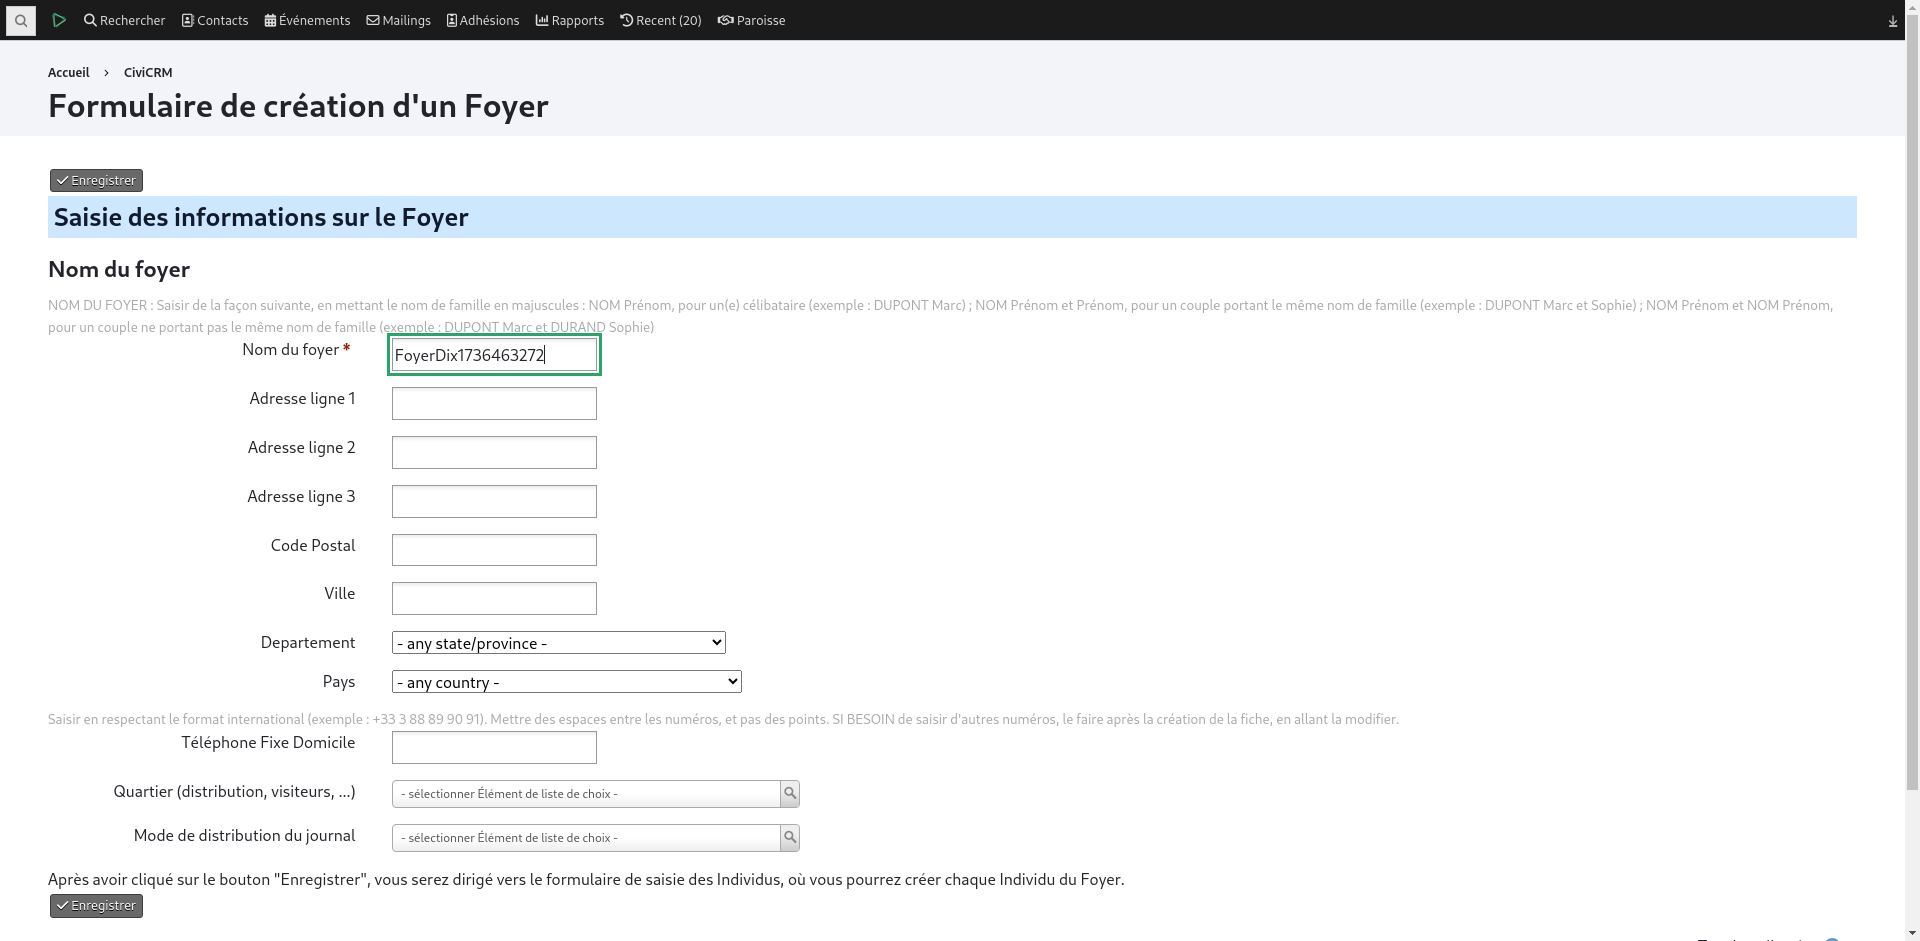 Rechercher Contacts Événements Mailings Adhésions Rapports Recent (20) Paroisse
Accueil › CiviCRM
Formulaire de création d'un Foyer
Enregistrer
Saisie des informations sur le Foyer
Nom du foyer
NOM DU FOYER : Saisir de la façon suivante, en mettant le nom de famille en majuscules : NOM Prénom, pour un(e) célibataire (exemple : DUPONT Marc) ; NOM Prénom et Prénom, pour un couple portant le même nom de famille (exemple : DUPONT Marc et Sophie) ; NOM Prénom et NOM Prénom,
pour un couple ne portant pas le même nom de famille (exemple : DUPONT Marc et DURAND Sophie)
Nom du foyer * FoyerDix1736463272
Adresse ligne 1
Adresse ligne 2
Adresse ligne 3
Code Postal
Ville
Departement - any state/province -
Pays - any country -
Saisir en respectant le format international (exemple : +33 3 88 89 90 91). Mettre des espaces entre les numéros, et pas des points. SI BESOIN de saisir d'autres numéros, le faire après la création de la fiche, en allant la modifier.
Téléphone Fixe Domicile
Quartier (distribution, visiteurs, ...) - sélectionner Élément de liste de choix -
Mode de distribution du journal - sélectionner Élément de liste de choix -
Après avoir cliqué sur le bouton "Enregistrer", vous serez dirigé vers le formulaire de saisie des Individus, où vous pourrez créer chaque Individu du Foyer.
Enregistrer